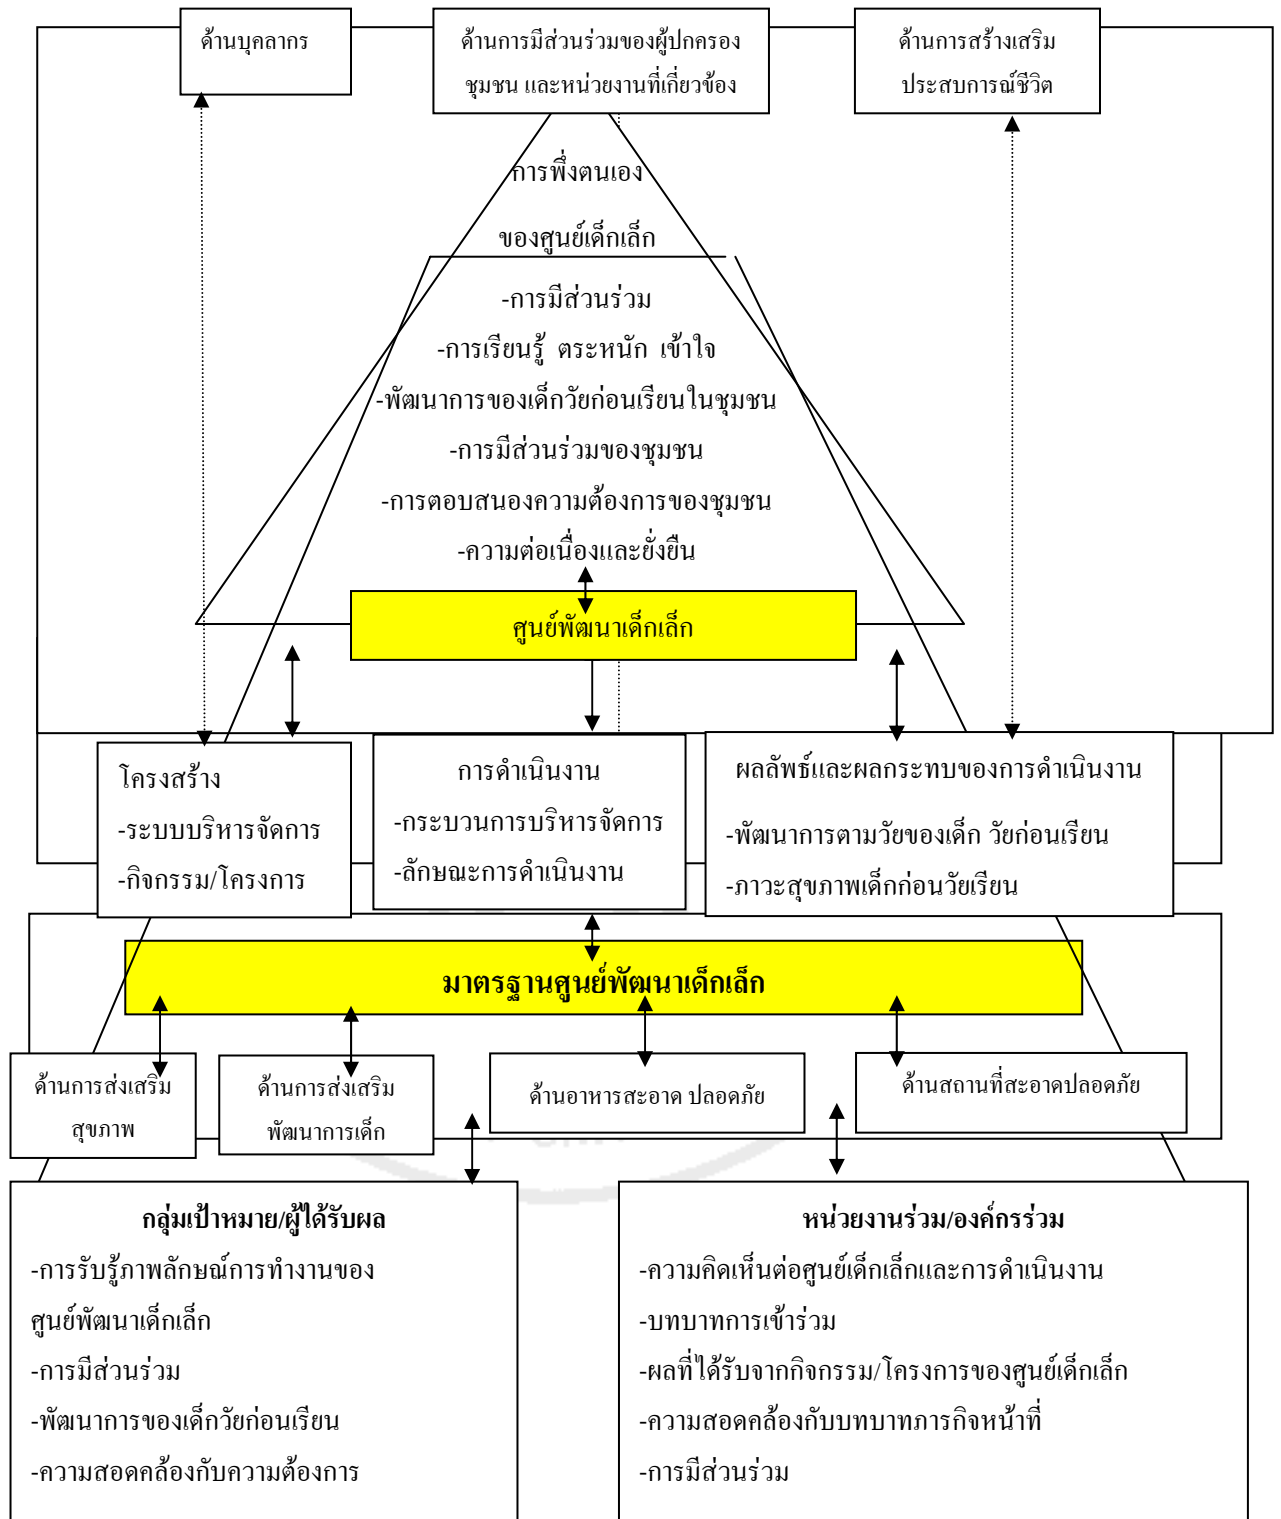 ด้านบุคลากร
ด้านการมีส่วนร่วมของผู้ปกครอง
ชุมชน และหน่วยงานที่เกี่ยวข้อง
ด้านการสร้างเสริม
ประสบการณ์ชีวิต
การพึ่งตนเอง
ของศูนย์เด็กเล็ก
-การมีส่วนร่วม
-การเรียนรู้ ตระหนัก เข้าใจ
-พัฒนาการของเด็กวัยก่อนเรียนในชุมชน
-การมีส่วนร่วมของชุมชน
-การตอบสนองความต้องการของชุมชน
-ความต่อเนื่องและยั่งยืน
ศูนย์พัฒนาเด็กเล็ก
โครงสร้าง
-ระบบบริหารจัดการ
-กิจกรรม/โครงการ
การดำเนินงาน
-กระบวนการบริหารจัดการ
-ลักษณะการดำเนินงาน
ผลลัพธ์และผลกระทบของการดำเนินงาน
-พัฒนาการตามวัยของเด็ก วัยก่อนเรียน
-ภาวะสุขภาพเด็กก่อนวัยเรียน
มาตรฐานศูนย์พัฒนาเด็กเล็ก
ด้านการส่งเสริม
สุขภาพ
ด้านการส่งเสริม
พัฒนาการเด็ก
ด้านอาหารสะอาด ปลอดภัย
ด้านสถานที่สะอาดปลอดภัย
กลุ่มเป้าหมาย/ผู้ได้รับผล
-การรับรู้ภาพลักษณ์การทำงานของ
ศูนย์พัฒนาเด็กเล็ก
-การมีส่วนร่วม
-พัฒนาการของเด็กวัยก่อนเรียน
-ความสอดคล้องกับความต้องการ
หน่วยงานร่วม/องค์กรร่วม
-ความคิดเห็นต่อศูนย์เด็กเล็กและการดำเนินงาน
-บทบาทการเข้าร่วม
-ผลที่ได้รับจากกิจกรรม/โครงการของศูนย์เด็กเล็ก
-ความสอดคล้องกับบทบาทภารกิจหน้าที่
-การมีส่วนร่วม